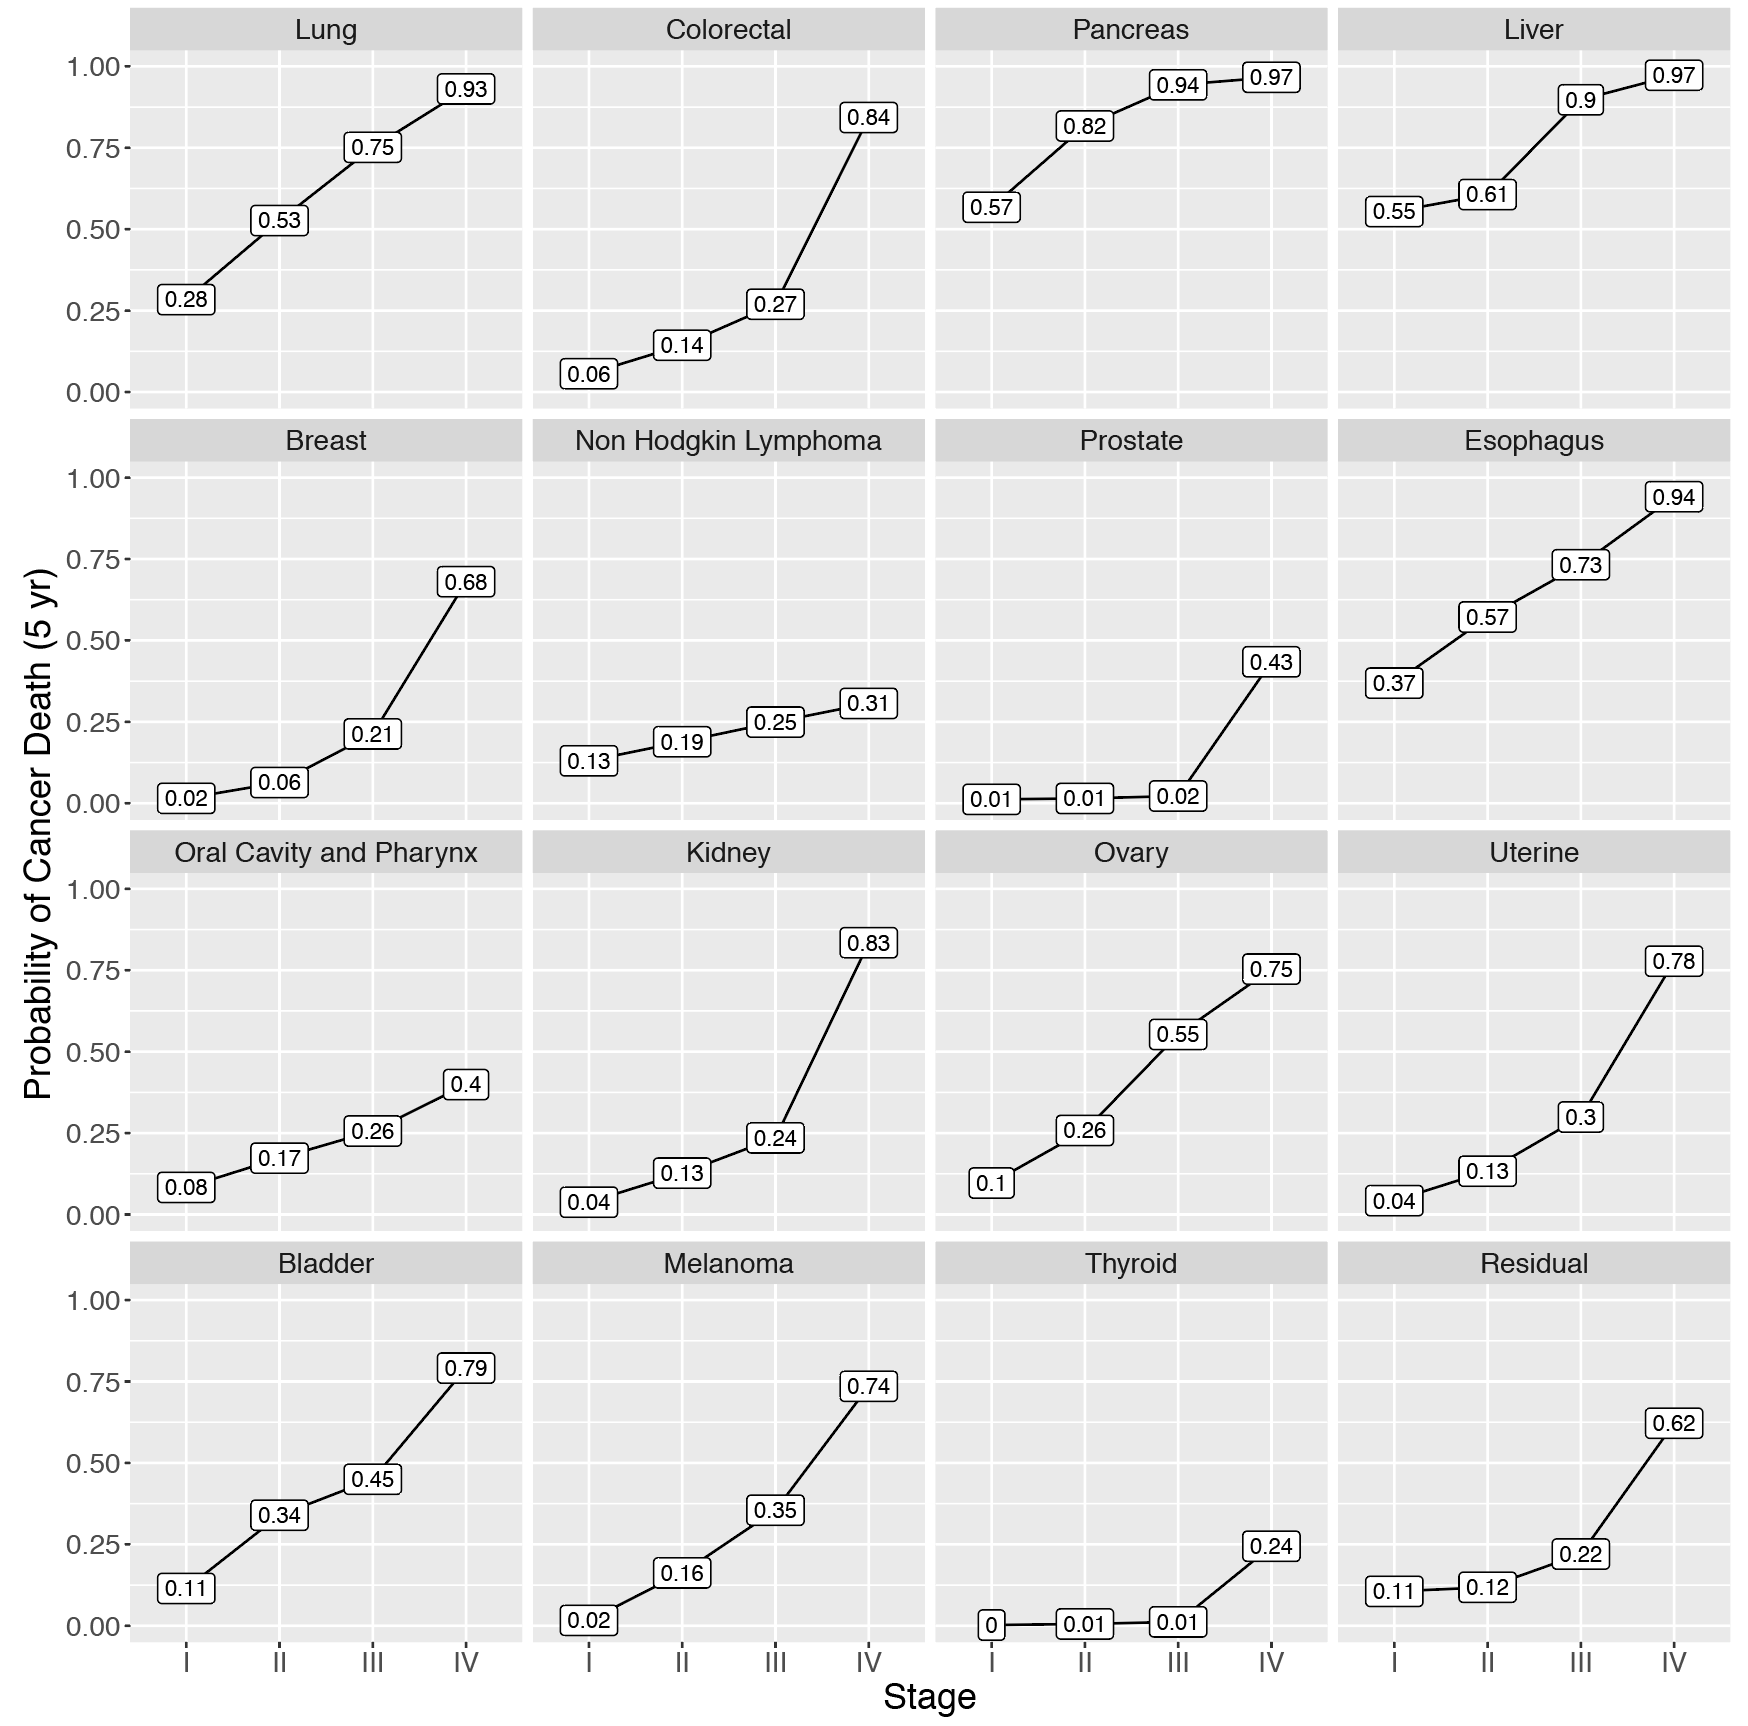 Lung Colorectal Pancreas Liver
1.00
0.75
0.50
0.25
0.00
0.28 0.53 0.75 0.93
0.06 0.14 0.27 0.84
0.57 0.82 0.94 0.97
0.55 0.61 0.9 0.97
Breast Non Hodgkin Lymphoma Prostate Esophagus
1.00
0.75
0.50
0.25
0.00
0.02 0.06 0.21 0.68
0.13 0.19 0.25 0.31
0.01 0.01 0.02 0.43
0.37 0.57 0.73 0.94
Oral Cavity and Pharynx Kidney Ovary Uterine
1.00
0.75
0.50
0.25
0.00
0.08 0.17 0.26 0.4
0.04 0.13 0.24 0.83
0.1 0.26 0.55 0.75
0.04 0.13 0.3 0.78
Bladder Melanoma Thyroid Residual
1.00
0.75
0.50
0.25
0.00
0.11 0.34 0.45 0.79
0.02 0.16 0.35 0.74
0 0.01 0.01 0.24
0.11 0.12 0.22 0.62
I II III IV I II III IV I II III IV I II III IV
Stage
Probability of Cancer Death (5 yr)